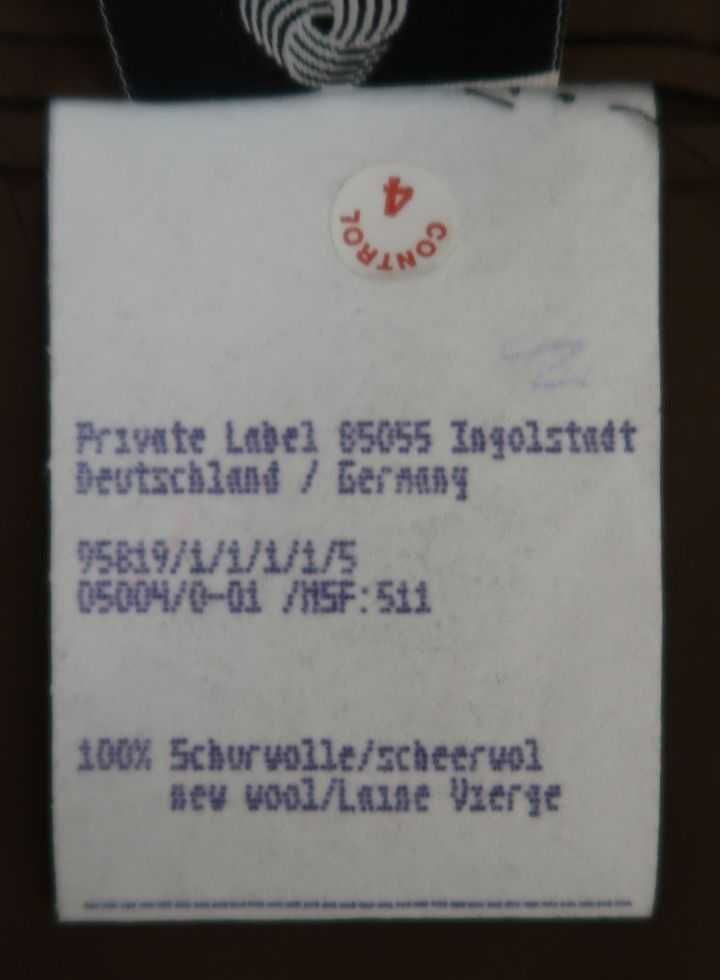 4
CONTROL
Private Label 85055 Ingolstadt
Deutschland / Germany
95819/1/1/1/1/5
05004/0-01 /MSF:511
100% Schurwolle/scheerwol
new wool/Laine Vierge